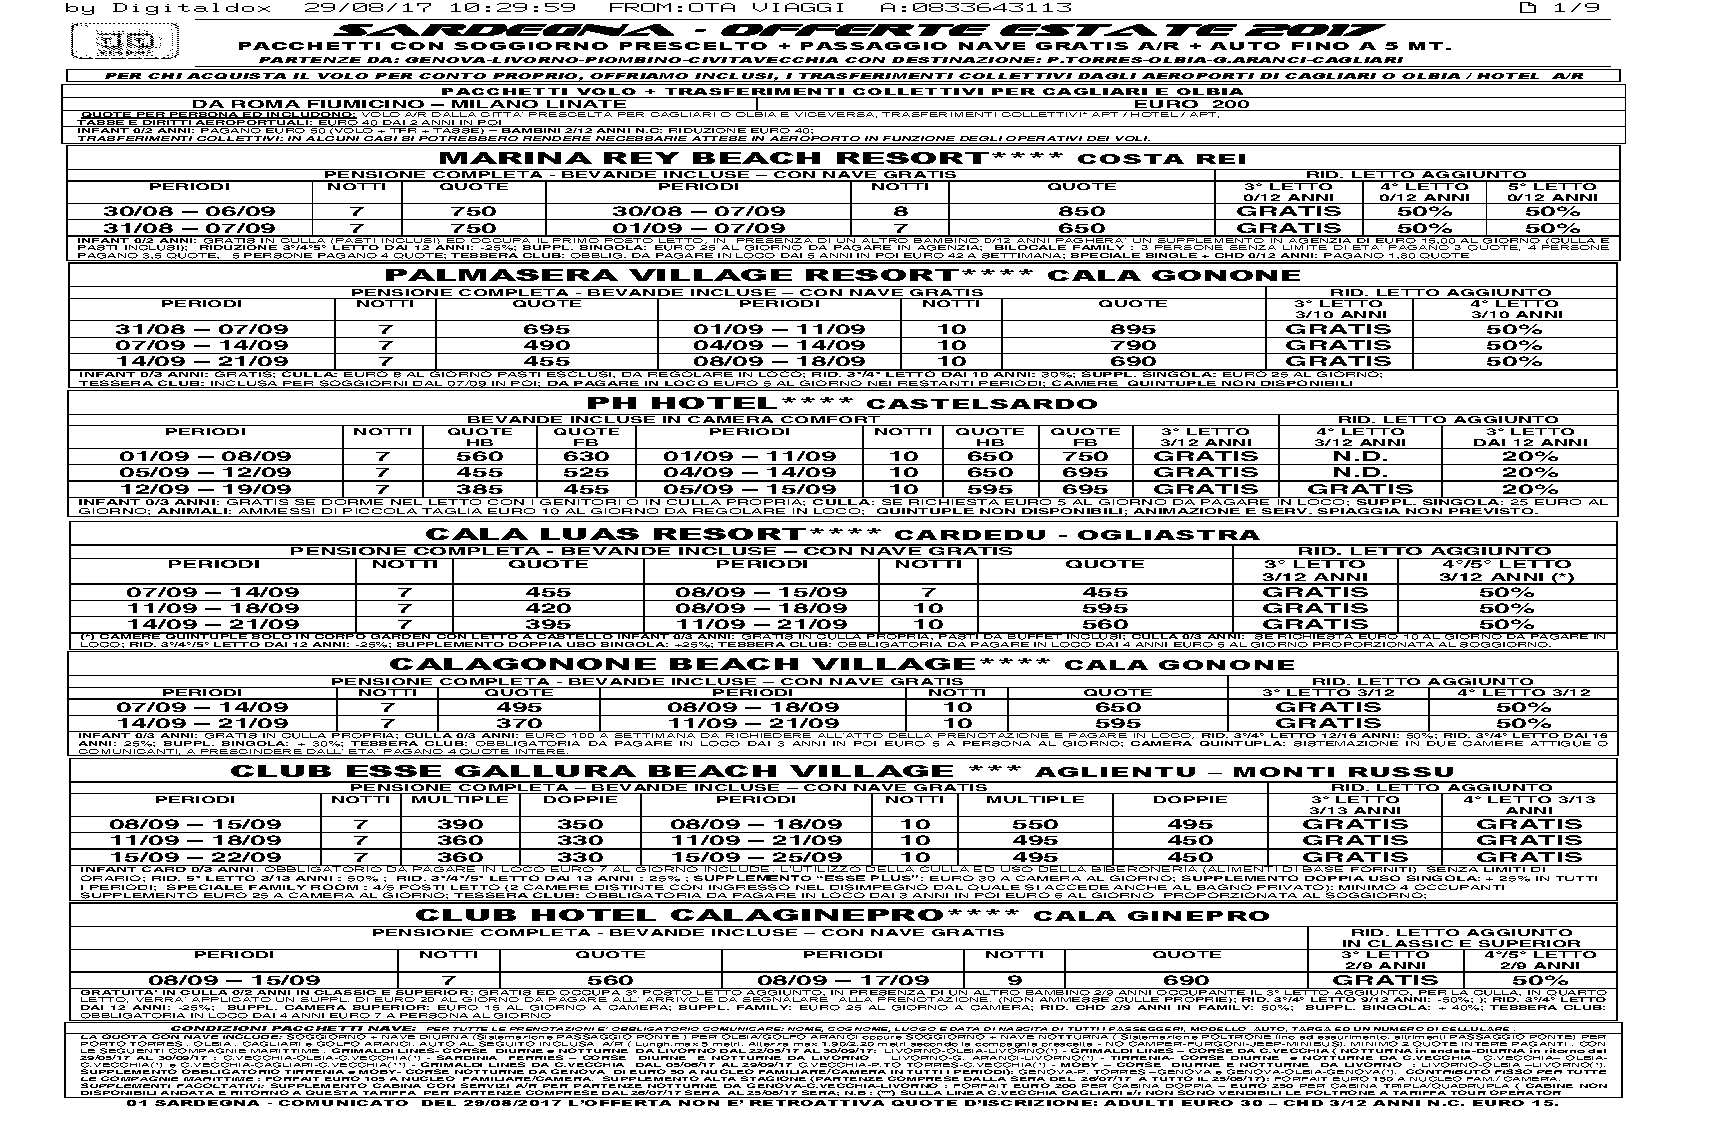 by Digitaldox 29/08/17 10:29:59 FROM:OTA VIAGGI A:0833643113 1/9
SARDEGNA - OFFERTE ESTATE 2017
PACCHETTI CON SOGGIORNO PRESCELTO + PASSAGGIO NAVE GRATIS A/R + AUTO FINO A 5 MT.
PARTENZE DA: GENOVA-LIVORNO-PIOMBINO-CIVITAVECCHIA CON DESTINAZIONE: P.TORRES-OLBIA-G.ARANCI-CAGLIARI
PER CHI ACQUISTA IL VOLO PER CONTO PROPRIO, OFFRIAMO INCLUSI, I TRASFERIMENTI COLLETTIVI DAGLI AEROPORTI DI CAGLIARI O OLBIA / HOTEL A/R
PACCHETTI VOLO + TRASFERIMENTI COLLETTIVI PER CAGLIARI E OLBIA
DA ROMA FIUMICINO – MILANO LINATE EURO 200
QUOTE PER PERSONA ED INCLUDONO: VOLO A/R DALLA CITTA' PRESCELTA PER CAGLIARI O OLBIA E VICEVERSA, TRASFERIMENTI COLLETTIVI* APT / HOTEL / APT,
TASSE E DIRITTI AEROPORTUALI: EURO 40 DAI 2 ANNI IN POI
INFANT 0/2 ANNI: PAGANO EURO 50 (VOLO + TFR + TASSE) – BAMBINI 2/12 ANNI N.C: RIDUZIONE EURO 40;
TRASFERIMENTI COLLETTIVI: IN ALCUNI CASI SI POTREBBERO RENDERE NECESSARIE ATTESE IN AEROPORTO IN FUNZIONE DEGLI OPERATIVI DEI VOLI.
MARINA REY BEACH RESORT**** COSTA REI
PENSIONE COMPLETA - BEVANDE INCLUSE – CON NAVE GRATIS RID. LETTO AGGIUNTO
PERIODI NOTTI QUOTE PERIODI NOTTI QUOTE 3° LETTO 4° LETTO 5° LETTO
0/12 ANNI 0/12 ANNI 0/12 ANNI
30/08 – 06/09 7 750 30/08 – 07/09 8 850 GRATIS 50% 50%
31/08 – 07/09 7 750 01/09 – 07/09 7 650 GRATIS 50% 50%
INFANT 0/2 ANNI: GRATIS IN CULLA (PASTI INCLUSI) ED OCCUPA IL PRIMO POSTO LETTO, IN PRESENZA DI UN ALTRO BAMBINO 0/12 ANNI PAGHERA' UN SUPPLEMENTO IN AGENZIA DI EURO 15,00 AL GIORNO (CULLA E
PASTI INCLUSI); RIDUZIONE 3°/4°5° LETTO DAI 12 ANNI: -25%; SUPPL. SINGOLA: EURO 25 AL GIORNO DA PAGARE IN AGENZIA; BILOCALE FAMILY : 3 PERSONE SENZA LIMITE DI ETA' PAGANO 3 QUOTE, 4 PERSONE
PAGANO 3,5 QUOTE, 5 PERSONE PAGANO 4 QUOTE; TESSERA CLUB: OBBLIG. DA PAGARE IN LOCO DAI 5 ANNI IN POI EURO 42 A SETTIMANA; SPECIALE SINGLE + CHD 0/12 ANNI: PAGANO 1,80 QUOTE
PALMASERA VILLAGE RESORT**** CALA GONONE
PENSIONE COMPLETA - BEVANDE INCLUSE – CON NAVE GRATIS RID. LETTO AGGIUNTO
PERIODI NOTTI QUOTE PERIODI NOTTI QUOTE 3° LETTO 4° LETTO
3/10 ANNI 3/10 ANNI
31/08 – 07/09 7 695 01/09 – 11/09 10 895 GRATIS 50%
07/09 – 14/09 7 490 04/09 – 14/09 10 790 GRATIS 50%
14/09 – 21/09 7 455 08/09 – 18/09 10 690 GRATIS 50%
INFANT 0/3 ANNI: GRATIS; CULLA: EURO 8 AL GIORNO PASTI ESCLUSI, DA REGOLARE IN LOCO; RID. 3°/4° LETTO DAI 10 ANNI: 30%; SUPPL. SINGOLA: EURO 25 AL GIORNO;
TESSERA CLUB: INCLUSA PER SOGGIORNI DAL 07/09 IN POI; DA PAGARE IN LOCO EURO 5 AL GIORNO NEI RESTANTI PERIODI; CAMERE QUINTUPLE NON DISPONIBILI
PH HOTEL**** CASTELSARDO
BEVANDE INCLUSE IN CAMERA COMFORT RID. LETTO AGGIUNTO
PERIODI NOTTI QUOTE QUOTE PERIODI NOTTI QUOTE QUOTE 3° LETTO 4° LETTO 3° LETTO
HB FB HB FB 3/12 ANNI 3/12 ANNI DAI 12 ANNI
01/09 – 08/09 7 560 630 01/09 – 11/09 10 650 750 GRATIS N.D. 20%
05/09 – 12/09 7 455 525 04/09 – 14/09 10 650 695 GRATIS N.D. 20%
12/09 – 19/09 7 385 455 05/09 – 15/09 10 595 695 GRATIS GRATIS 20%
INFANT 0/3 ANNI: GRATIS SE DORME NEL LETTO CON I GENITORI O IN CULLA PROPRIA; CULLA: SE RICHIESTA EURO 5 AL GIORNO DA PAGARE IN LOCO; SUPPL. SINGOLA: 25 EURO AL
GIORNO; ANIMALI: AMMESSI DI PICCOLA TAGLIA EURO 10 AL GIORNO DA REGOLARE IN LOCO; QUINTUPLE NON DISPONIBILI; ANIMAZIONE E SERV. SPIAGGIA NON PREVISTO.
CALA LUAS RESORT**** CARDEDU - OGLIASTRA
PENSIONE COMPLETA - BEVANDE INCLUSE – CON NAVE GRATIS RID. LETTO AGGIUNTO
PERIODI NOTTI QUOTE PERIODI NOTTI QUOTE 3° LETTO 4°/5° LETTO
3/12 ANNI 3/12 ANNI (*)
07/09 – 14/09 7 455 08/09 – 15/09 7 455 GRATIS 50%
11/09 – 18/09 7 420 08/09 – 18/09 10 595 GRATIS 50%
14/09 – 21/09 7 395 11/09 – 21/09 10 560 GRATIS 50%
(*) CAMERE QUINTUPLE SOLO IN CORPO GARDEN CON LETTO A CASTELLO INFANT 0/3 ANNI: GRATIS IN CULLA PROPRIA, PASTI DA BUFFET INCLUSI; CULLA 0/3 ANNI: SE RICHIESTA EURO 10 AL GIORNO DA PAGARE IN
LOCO; RID. 3°/4°/5° LETTO DAI 12 ANNI: -25%; SUPPLEMENTO DOPPIA USO SINGOLA: +25%; TESSERA CLUB: OBBLIGATORIA DA PAGARE IN LOCO DAI 4 ANNI EURO 5 AL GIORNO PROPORZIONATA AL SOGGIORNO.
CALAGONONE BEACH VILLAGE**** CALA GONONE
PENSIONE COMPLETA - BEVANDE INCLUSE – CON NAVE GRATIS RID. LETTO AGGIUNTO
PERIODI NOTTI QUOTE PERIODI NOTTI QUOTE 3° LETTO 3/12 4° LETTO 3/12
07/09 – 14/09 7 495 08/09 – 18/09 10 650 GRATIS 50%
14/09 – 21/09 7 370 11/09 – 21/09 10 595 GRATIS 50%
INFANT 0/3 ANNI: GRATIS IN CULLA PROPRIA; CULLA 0/3 ANNI: EURO 100 A SETTIMANA DA RICHIEDERE ALL'ATTO DELLA PRENOTAZIONE E PAGARE IN LOCO, RID. 3°/4° LETTO 12/16 ANNI: 50%; RID. 3°/4° LETTO DAI 16
ANNI: 25%; SUPPL. SINGOLA: + 30%; TESSERA CLUB: OBBLIGATORIA DA PAGARE IN LOCO DAI 3 ANNI IN POI EURO 5 A PERSONA AL GIORNO; CAMERA QUINTUPLA: SISTEMAZIONE IN DUE CAMERE ATTIGUE O
COMUNICANTI, A PRESCINDERE DALL' ETA' PAGANO 4 QUOTE INTERE.
CLUB ESSE GALLURA BEACH VILLAGE *** AGLIENTU – MONTI RUSSU
PENSIONE COMPLETA – BEVANDE INCLUSE – CON NAVE GRATIS RID. LETTO AGGIUNTO
PERIODI NOTTI MULTIPLE DOPPIE PERIODI NOTTI MULTIPLE DOPPIE 3° LETTO 4° LETTO 3/13
3/13 ANNI ANNI
08/09 – 15/09 7 390 350 08/09 – 18/09 10 550 495 GRATIS GRATIS
11/09 – 18/09 7 360 330 11/09 – 21/09 10 495 450 GRATIS GRATIS
15/09 – 22/09 7 360 330 15/09 – 25/09 10 495 450 GRATIS GRATIS
INFANT CARD 0/3 ANNI: OBBLIGATORIO DA PAGARE IN LOCO EURO 7 AL GIORNO INCLUDE, L'UTILIZZO DELLA CULLA ED USO DELLA BIBERONERIA (ALIMENTI DI BASE FORNITI) SENZA LIMITI DI
ORARIO; RID. 5° LETTO 3/13 ANNI : 50% ; RID. 3°/4°/5° LETTO DAI 13 ANNI : 25% ; SUPPLEMENTO "ESSE PLUS": EURO 30 A CAMERA AL GIORNO; SUPPLEMENTO DOPPIA USO SINGOLA: + 25% IN TUTTI
I PERIODI; SPECIALE FAMILY ROOM : 4/5 POSTI LETTO (2 CAMERE DISTINTE CON INGRESSO NEL DISIMPEGNO DAL QUALE SI ACCEDE ANCHE AL BAGNO PRIVATO): MINIMO 4 OCCUPANTI
SUPPLEMENTO EURO 25 A CAMERA AL GIORNO; TESSERA CLUB: OBBLIGATORIA DA PAGARE IN LOCO DAI 3 ANNI IN POI EURO 6 AL GIORNO PROPORZIONATA AL SOGGIORNO;
CLUB HOTEL CALAGINEPRO**** CALA GINEPRO
PENSIONE COMPLETA - BEVANDE INCLUSE – CON NAVE GRATIS RID. LETTO AGGIUNTO
IN CLASSIC E SUPERIOR
PERIODI NOTTI QUOTE PERIODI NOTTI QUOTE 3° LETTO 4°/5° LETTO
2/9 ANNI 2/9 ANNI
08/09 – 15/09 7 560 08/09 – 17/09 9 690 GRATIS 50%
GRATUITA' IN CULLA 0/2 ANNI IN CLASSIC E SUPERIOR: GRATIS ED OCCUPA 3° POSTO LETTO AGGIUNTO, IN PRESENZA DI UN ALTRO BAMBINO 2/9 ANNI OCCUPANTE IL 3° LETTO, PER LA CULLA, IN QUARTO
LETTO, VERRA' APPLICATO UN SUPPL. DI EURO 20 AL GIORNO DA PAGARE ALL' ARRIVO E DA SEGNALARE ALLA PRENOTAZIONE. (NON AMMESSE CULLE PROPRIE); RID. 3°/4° LETTO 9/12 ANNI: -50%; ); RID. 3°/4° LETTO
DAI 12 ANNI: -25%; SUPPL. CAMERA SUPERIOR: EURO 15 AL GIORNO A CAMERA; SUPPL. FAMILY: EURO 25 AL GIORNO A CAMERA; RID. CHD 2/9 ANNI IN FAMILY: 50%; SUPPL. SINGOLA: + 40%; TESSERA CLUB:
OBBLIGATORIA IN LOCO DAI 4 ANNI EURO 7 A PERSONA AL GIORNO
CONDIZIONI PACCHETTI NAVE: PER TUTTE LE PRENOTAZIONI E' OBBLIGATORIO COMUNICARE: NOME, COGNOME, LUOGO E DATA DI NASCITA DI TUTTI I PASSEGGERI, MODELLO AUTO, TARGA ED UN NUMERO DI CELLULARE.
LA QUOTA CON NAVE INCLUDE: SOGGIORNO + NAVE DIURNA
LE SEGUENTI COMPAGNIE MARITTIME
LE COMPAGNIE MARITTIME : FORFAIT EURO 105 A NUCLEO FAMILIARE/CAMERA.
01 SARDEGNA - COMUNICATO DEL 29/08/2017 L'OFFERTA NON E' RETROATTIVA QUOTE D'ISCRIZIONE: ADULTI EURO 30 – CHD 3/12 ANNI N.C. EURO 15.